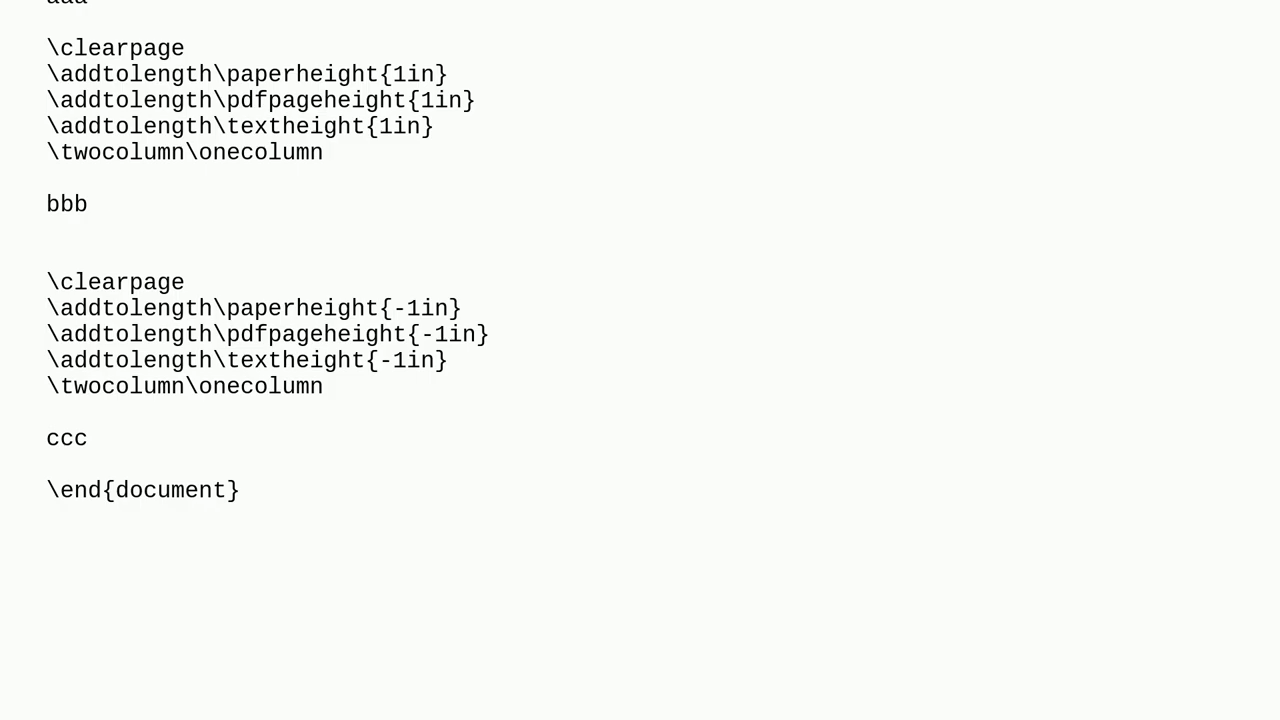 aaa
\clearpage
\addtolength\paperheight{1in}
\addtolength\pdfpageheight{1in}
\addtolength\textheight{1in}
\twocolumn\onecolumn
bbb
\clearpage
\addtolength\paperheight{-1in}
\addtolength\pdfpageheight{-1in}
\addtolength\textheight{-1in}
\twocolumn\onecolumn
ccc
\end{document}